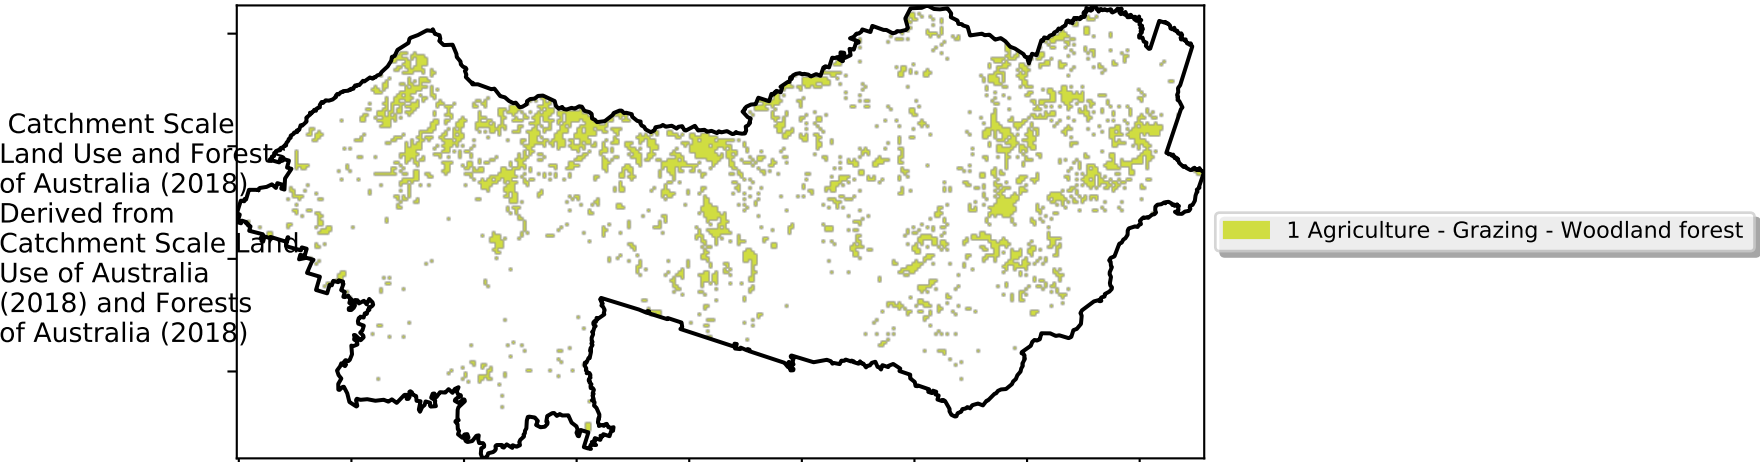 Catchment Scale
Land Use and Forests
of Australia (2018)
Derived from
Catchment Scale Land
Use of Australia
(2018) and Forests
of Australia (2018)
1 Agriculture - Grazing - Woodland forest